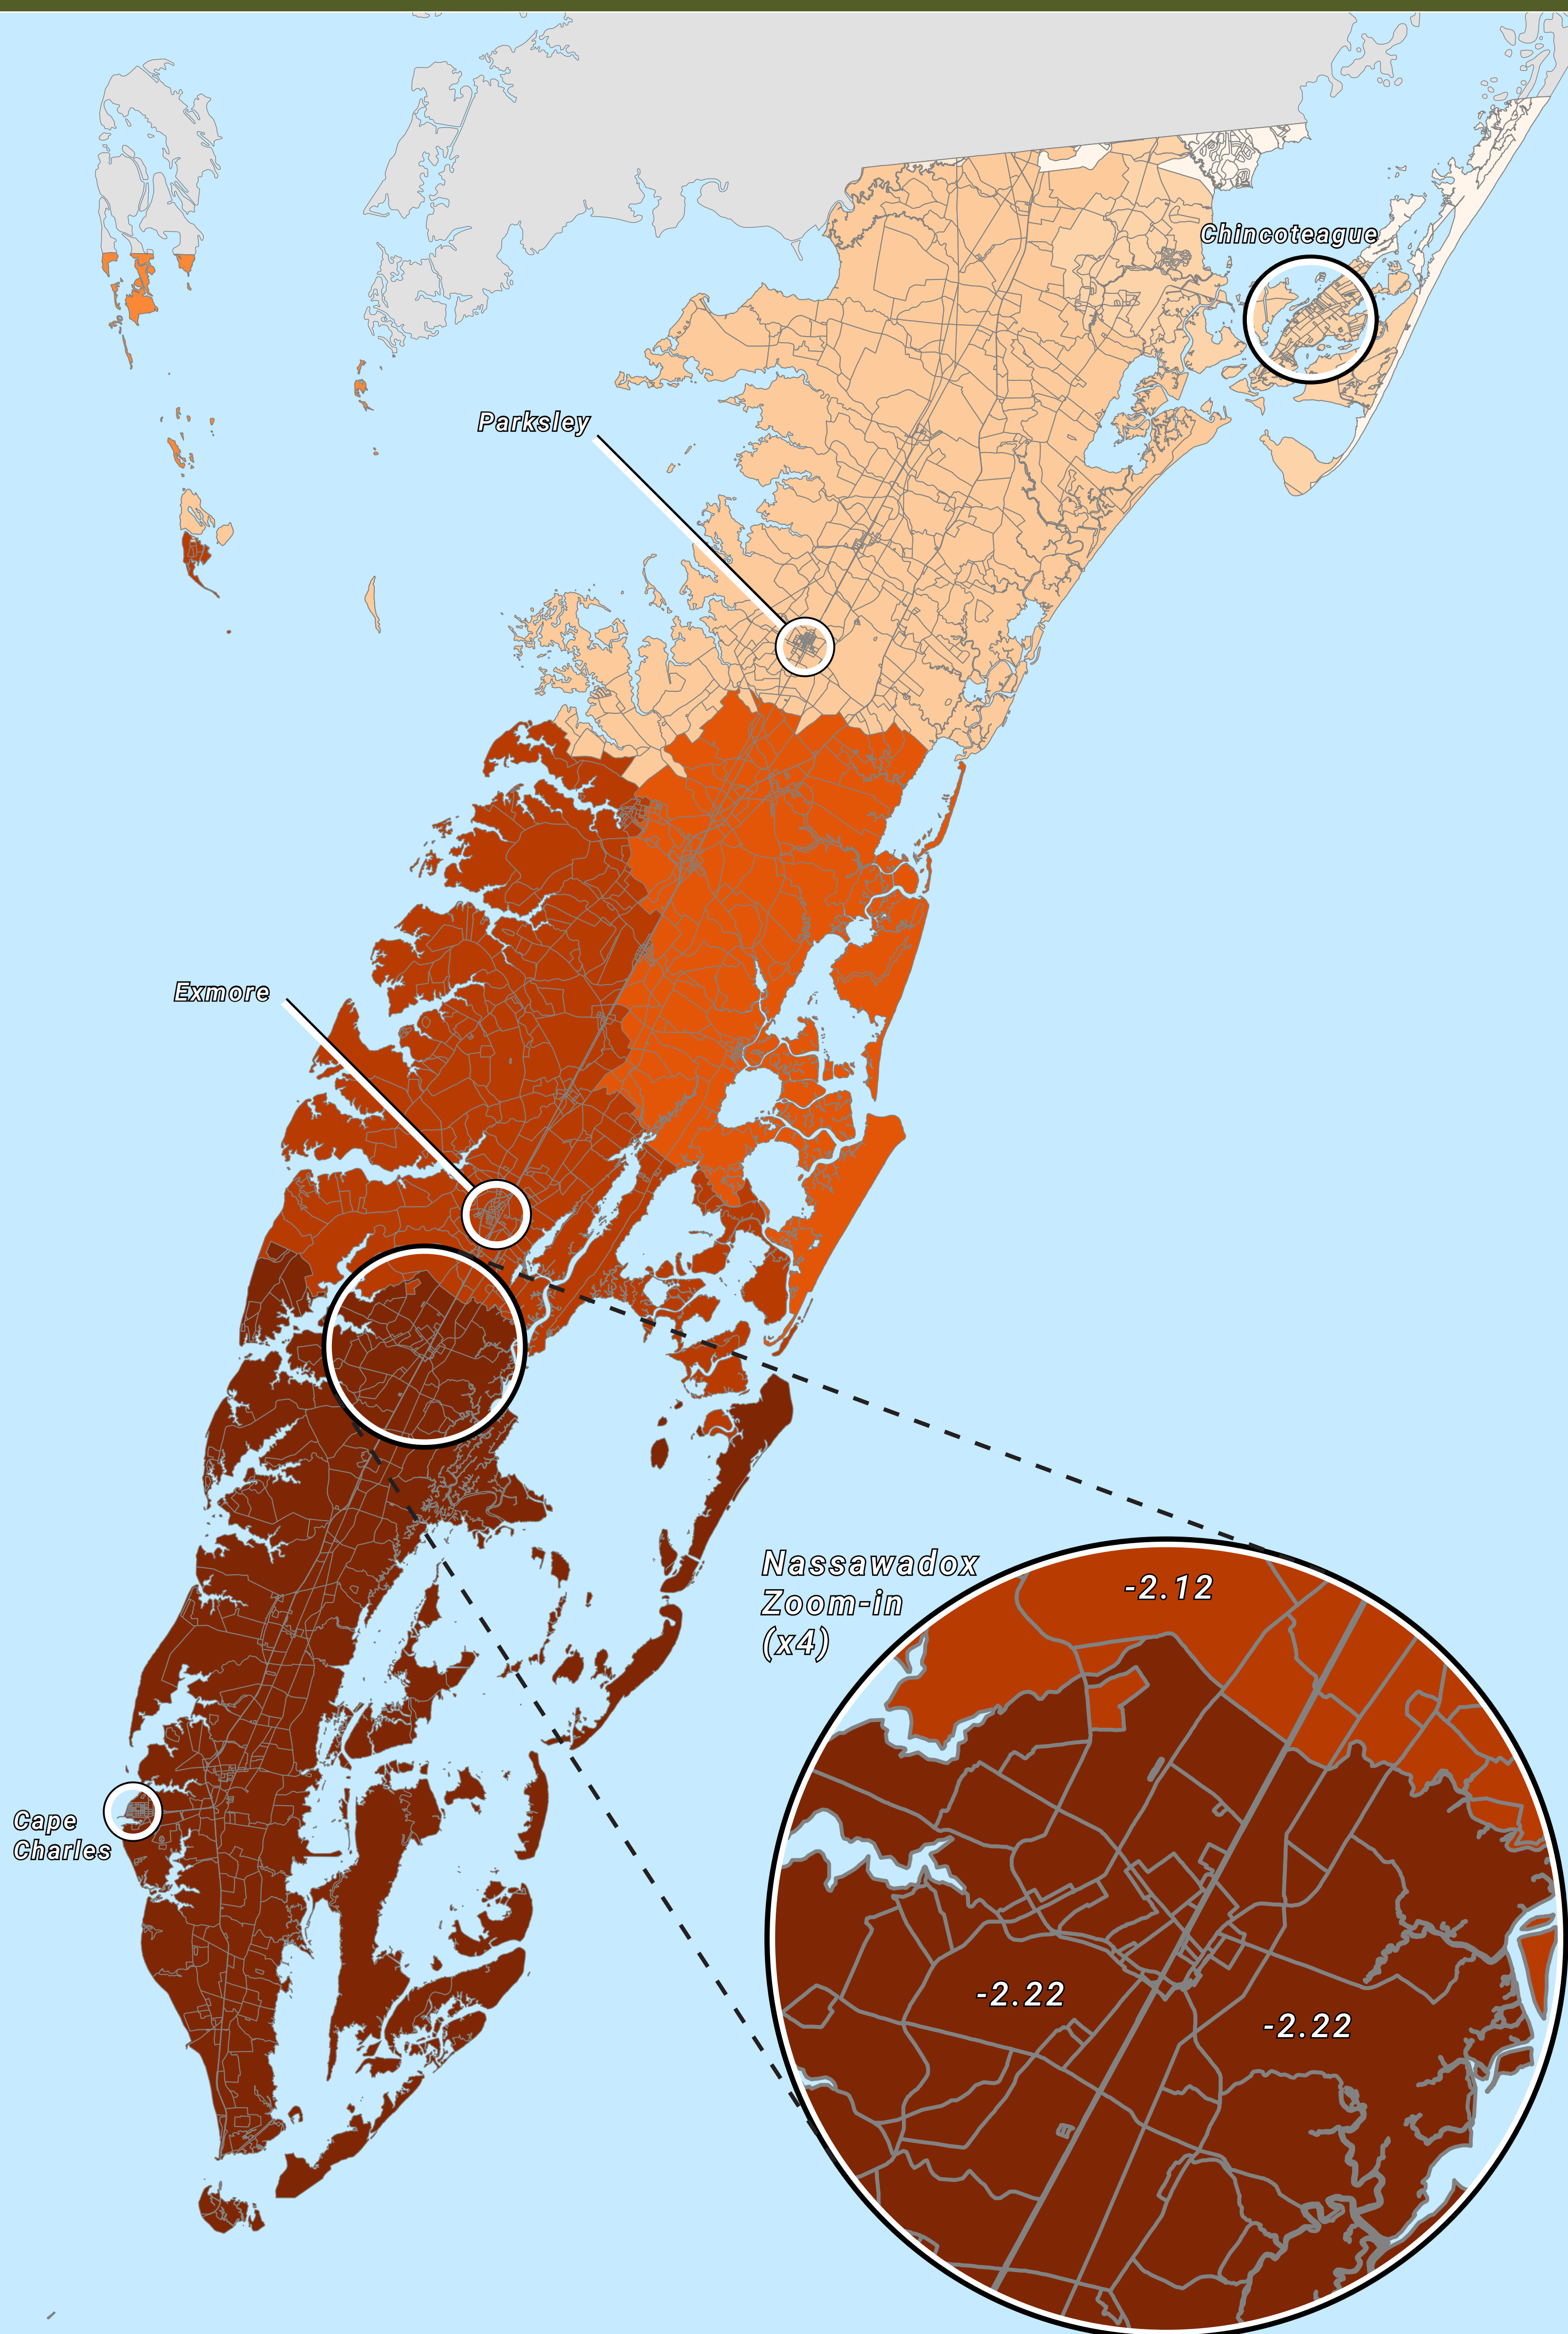 Chincoteague
Parksley
Exmore
Nassawadox
Zoom-in
(x4)
-2.12
Cape
Charles
-2.22
-2.22